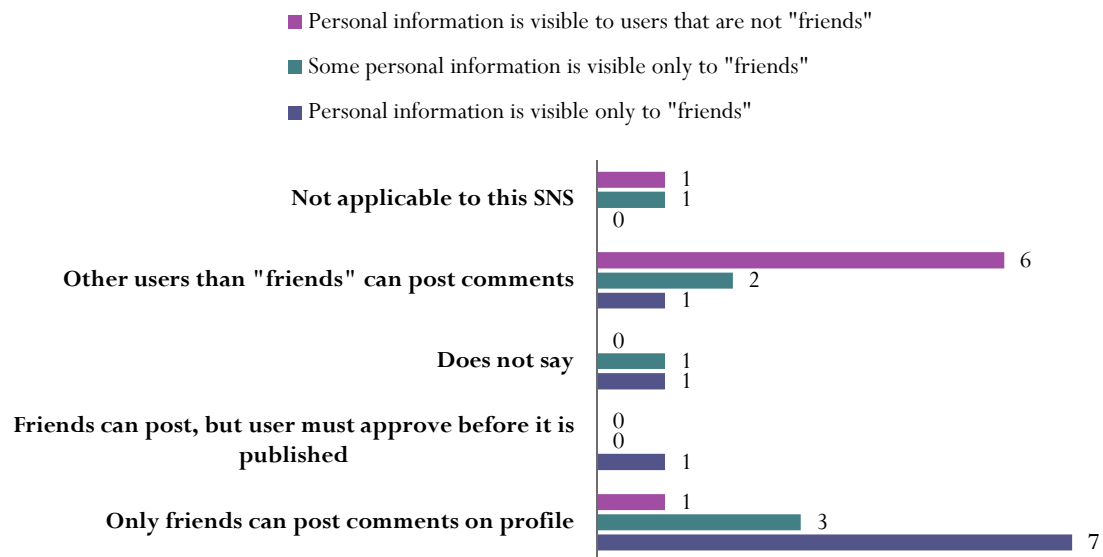 Personal information is visible to users that are not "friends"
Some personal information is visible only to "friends"
Personal information is visible only to "friends"
Not applicable to this SNS
1
1
0
Other users than "friends" can post comments
6
2
1
Does not say
0
1
1
Friends can post, but user must approve before it is
published
0
0
1
Only friends can post comments on profile
1
3
7